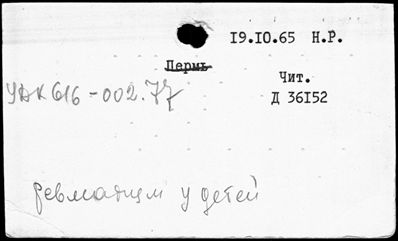 19.10.65 Н.Р.
Пермь
Чит.
УДК 616-002.77
Д 36152
ревматизм у детей